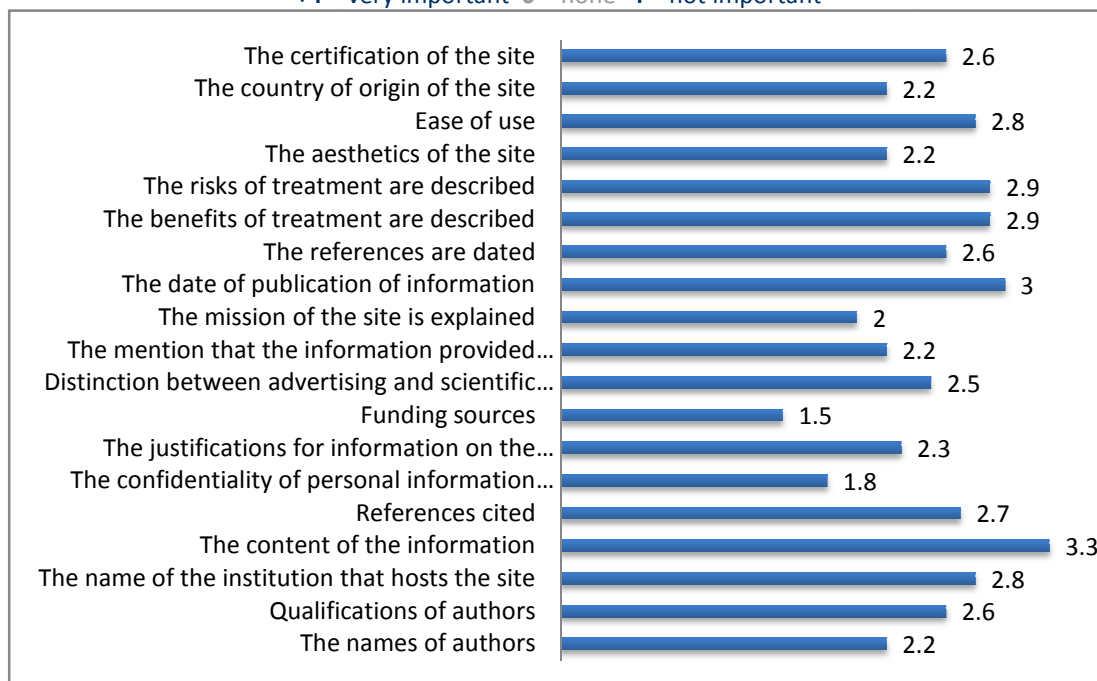 very important none not important
The certification of the site 2.6
The country of origin of the site 2.2
Ease of use 2.8
The aesthetics of the site 2.2
The risks of treatment are described 2.9
The benefits of treatment are described 2.9
The references are dated 2.6
The date of publication of information 3
The mission of the site is explained 2
The mention that the information provided... 2.2
Distinction between advertising and scientific... 2.5
Funding sources 1.5
The justifications for information on the... 2.3
The confidentiality of personal information... 1.8
References cited 2.7
The content of the information 3.3
The name of the institution that hosts the site 2.8
Qualifications of authors 2.6
The names of authors 2.2